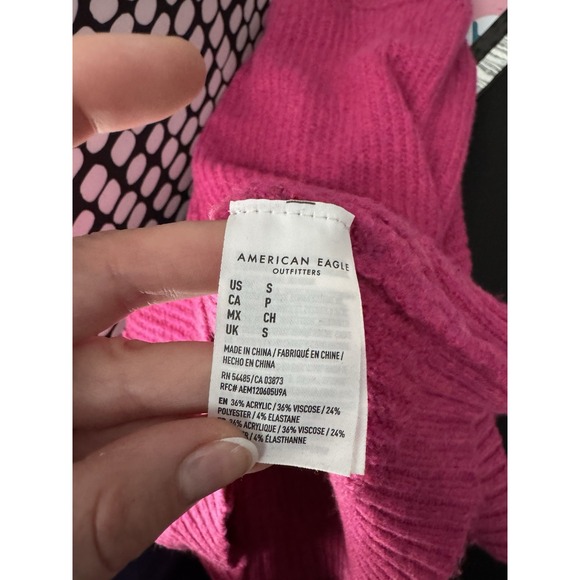 AMERICAN EAGLE
OUTFITTERS
US S
CA P
MX CH
UK S
MADE IN CHINA / FABRIQUÉ EN CHINE /
HECHO EN CHINA
RN 54485 / CA 03873
RFC# AEM120605U9A
EN 36% ACRYLIC / 36% VISCOSE / 24%
POLYESTER / 4% ELASTANE
36% ACRYLIQUE / 36% VISCOSE / 24%
/ 4% ÉLASTHANNE